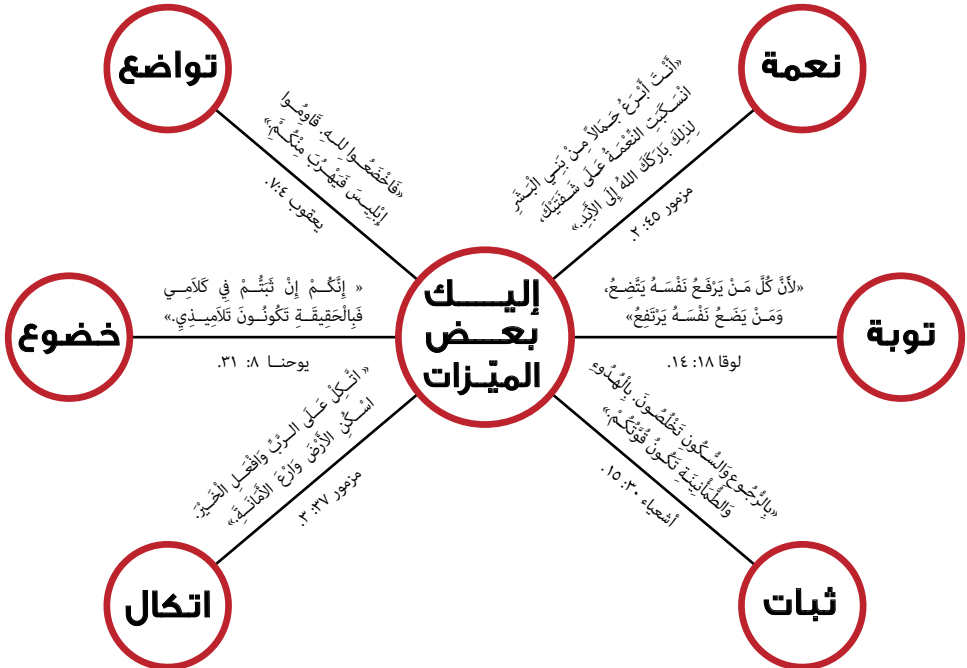 إليك
بعض
الميّزات
نعمة
«أَنْتَ أَبْرَعُ جَمَالاً مِنْ بَنِي الْبَشَرِ
انْسَكَبَتِ النِّعْمَةُ عَلَى شَفَتَيْكَ،
لِذلِكَ بَارَكَكَ اللهُ إِلَى الأَبَدِ.»
مزمور ٤٥: ٢.
توبة
«لأَنَّ كُلَّ مَنْ يَرْفَعُ نَفْسَهُ يَتَّضِعُ،
وَمَنْ يَضَعُ نَفْسَهُ يَرْتَفِعُ»
لوقا ١٨: ١٤.
ثبات
«بِالرُّجُوعِ وَالسُّكُونِ تَخْلُصُونَ. بِالْهُدُوءِ
وَالطُّمَأْنِينَةِ تَكُونُ قُوَّتُكُمْ.»
أشعياء ٣٠: ١٥.
تواضع
«فَاخْضَعُوا لِلهِ. قَاوِمُوا
إِبْلِيسَ فَيَهْرُبَ مِنْكُمْ.»
يعقوب ٤: ٧.
خضوع
« إِنَّكُمْ إِنْ ثَبَتُّمْ فِي كَلاَمِي
فَبِالْحَقِيقَةِ تَكُونُونَ تَلاَمِيذِي.»
يوحنا ٨: ٣١.
اتكال
« اتَّكِلْ عَلَى الرَّبِّ وَافْعَلِ الْخَيْرَ.
اسْكُنِ الأَرْضَ وَارْعَ الأَمَانَةَ.»
مزمور ٣٧: ٣.